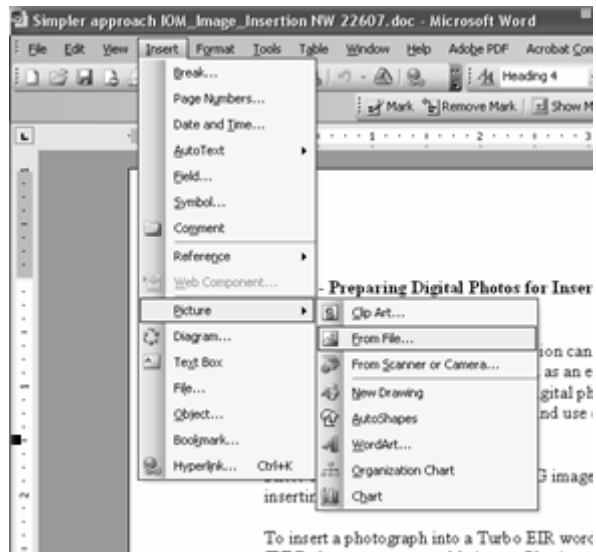 Simpler approach IOM_Image_Insertion NW 22607.doc - Microsoft Word
File Edit View Insert Format Tools Table Window Help Adobe PDF Acrobat Com
Heading 4
Mark Remove Mark Show M
1 2 3
Break...
Page Numbers...
Date and Time...
AutoText
Field...
Symbol...
Comment
Reference
Web Component...
Picture
Diagram...
Text Box
File...
Object...
Bookmark...
Hyperlink... Ctrl+K
Clip Art...
From File...
From Scanner or Camera...
New Drawing
AutoShapes
WordArt...
Organization Chart
Chart
- Preparing Digital Photos for Inser
ion can
as an e
gital ph
nd use
G image
insertin
To insert a photograph into a Turbo EIR word